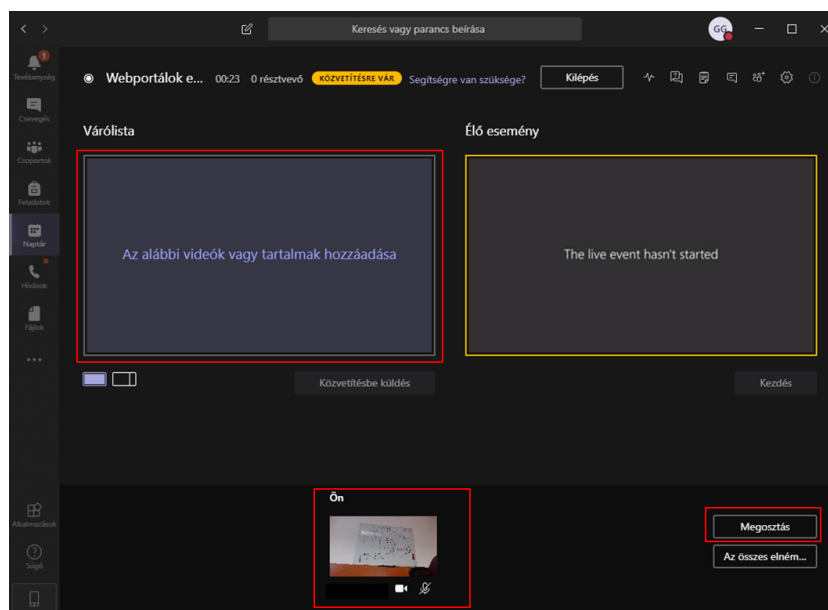 Keresés vagy parancs beírása
GG
1
Tevékenység
Csevegés
Csoportok
Feladatok
Naptár
Hívások
Fájlok
Alkalmazások
Súgó
Webportálok e... 00:23 0 résztvevő KÖZVETÍTÉSRE VÁR Segítségre van szüksége? Kilépés
Várólista
Élő esemény
Az alábbi videók vagy tartalmak hozzáadása
The live event hasn't started
Közvetítésbe küldés
Kezdés
Ön
Megosztás
Az összes elném...